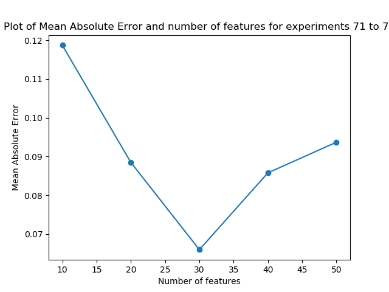 Plot of Mean Absolute Error and number of features for experiments 71 to 7
0.12
0.11
0.10
0.09
0.08
0.07
Mean Absolute Error
10 15 20 25 30 35 40 45 50
Number of features